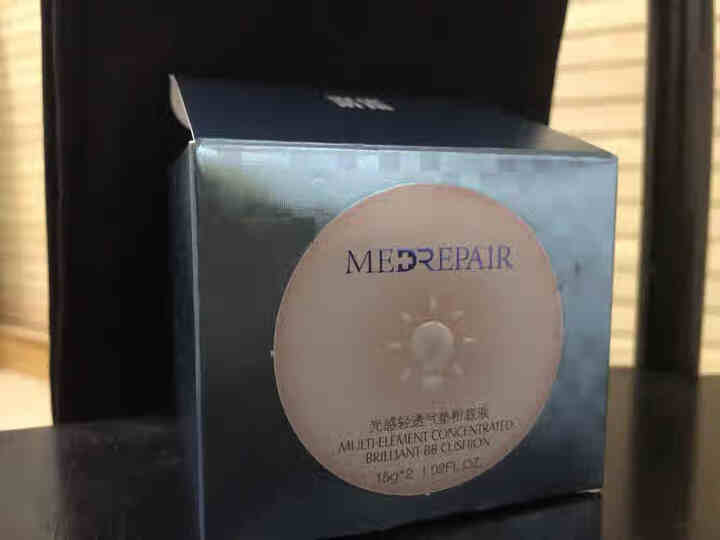 MEDREPAIR
光感轻透气垫粉底液
MULTI-ELEMENT CONCENTRATED
BRILLIANT BB CUSHION
15g*2 1.02FL.OZ.